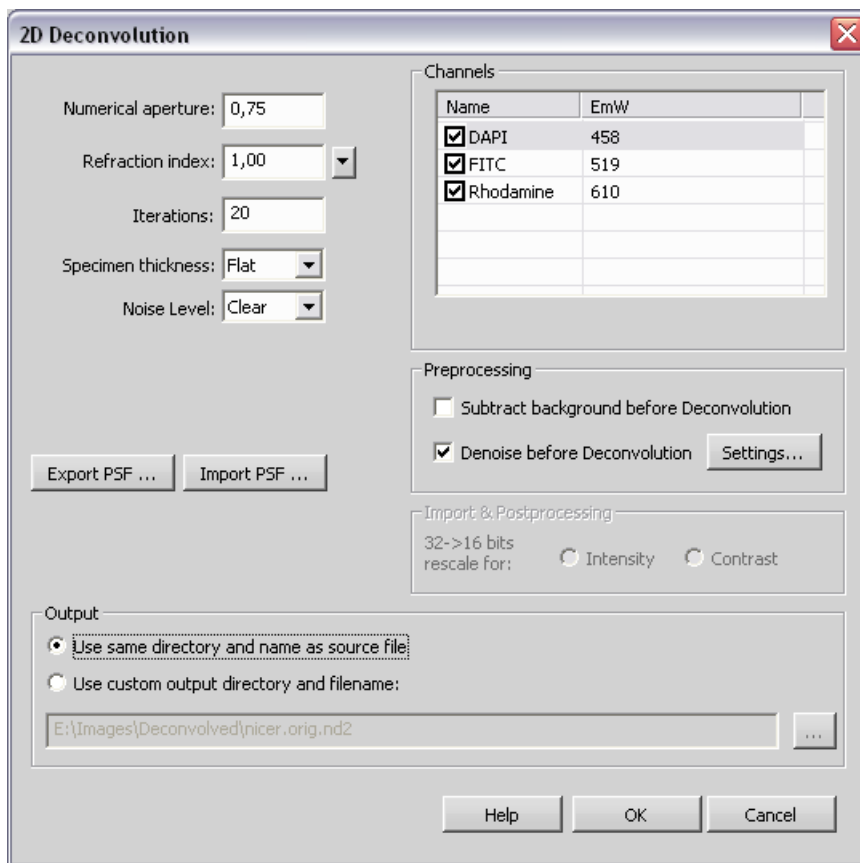 2D Deconvolution
Numerical aperture: 0,75
Refraction index: 1,00
Iterations: 20
Specimen thickness: Flat
Noise Level: Clear
Export PSF ... Import PSF ...
Channels
Name EmW
DAPI 458
FITC 519
Rhodamine 610
Preprocessing
Subtract background before Deconvolution
Denoise before Deconvolution Settings...
Import & Postprocessing
32->16 bits
rescale for: Intensity Contrast
Output
Use same directory and name as source file
Use custom output directory and filename:
E:\Images\Deconvolved\nicer.orig.nd2 ...
Help OK Cancel